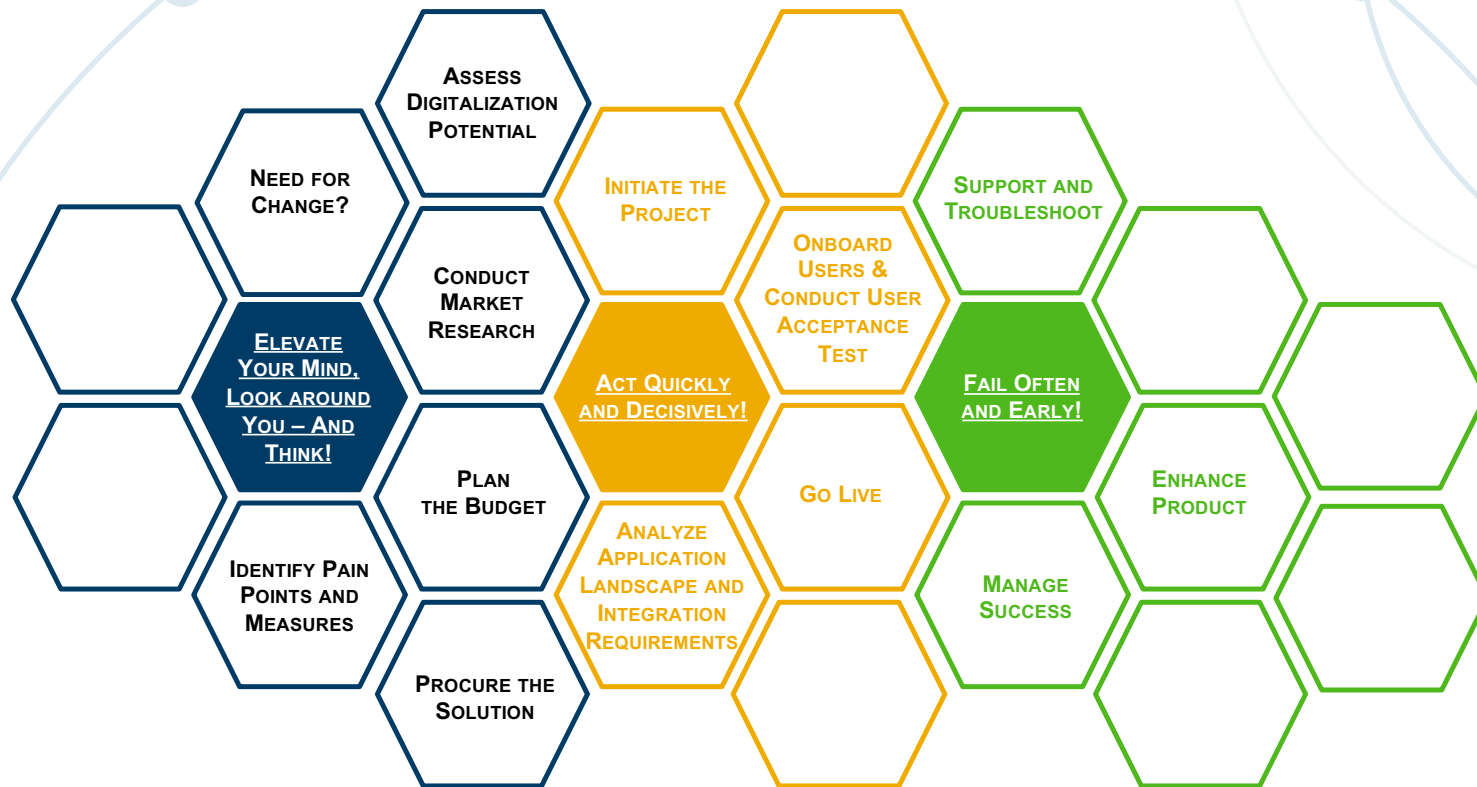 Assess
Digitalization
Potential
Need for
Change?
Conduct
Market
Research
Elevate
Your Mind,
Look around
You – And
Think!
Plan
the Budget
Identify Pain
Points and
Measures
Procure the
Solution
Initiate the
Project
Onboard
Users &
Conduct User
Acceptance
Test
Act Quickly
and Decisively!
Go Live
Analyze
Application
Landscape and
Integration
Requirements
Support and
Troubleshoot
Fail Often
and Early!
Enhance
Product
Manage
Success